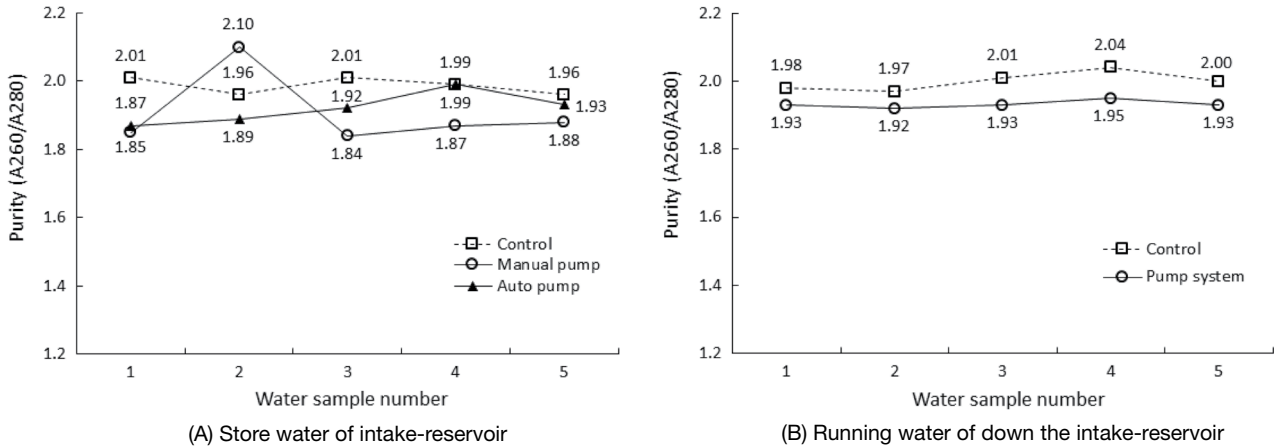 2.2
2.0
1.8
1.6
1.4
1.2
Purity (A260/A280)
2.10
2.01
1.96
2.01
1.99
1.96
1.87
1.92
1.99
1.93
1.85
1.89
1.84
1.87
1.88
Control
Manual pump
Auto pump
1 2 3 4 5
Water sample number
(A) Store water of intake-reservoir
2.2
2.0
1.8
1.6
1.4
1.2
Purity (A260/A280)
1.98
1.97
2.01
2.04
2.00
1.93
1.92
1.93
1.95
1.93
Control
Pump system
1 2 3 4 5
Water sample number
(B) Running water of down the intake-reservoir